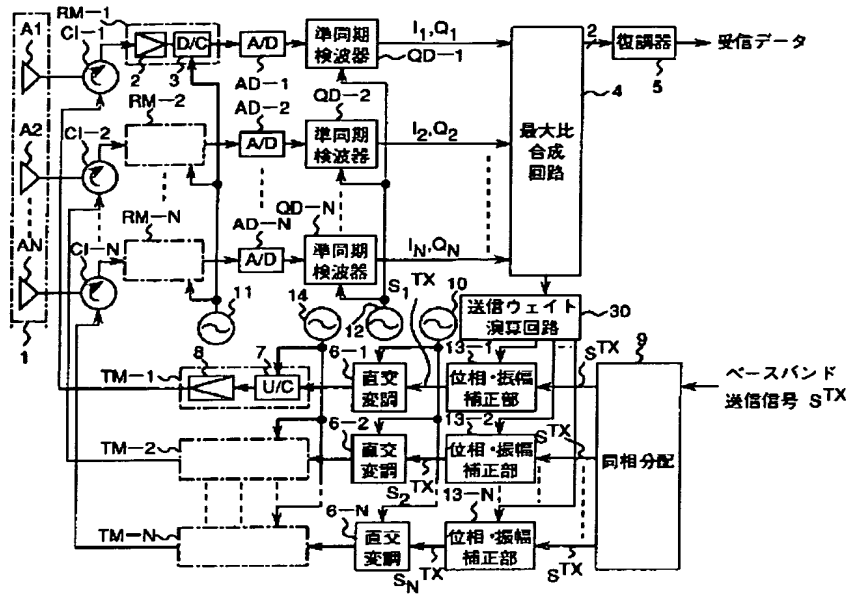 RM-1
A1
CI-1
2
D/C
3
A/D
AD-1
準同期
検波器
QD-1
I1,Q1
2
復調器
5
受信データ
4
最大比
合成
回路
A2
CI-2
RM-2
AD-2
A/D
QD-2
準同期
検波器
I2,Q2
AN
CI-N
RM-N
AD-N
A/D
QD-N
準同期
検波器
IN,QN
1
11
14
12
S1TX
10
送信ウェイト
演算回路
30
TM-1
8
7
U/C
6-1
直交
変調
13-1
位相・振幅
補正部
STX
9
同相分配
ベースバンド
送信信号 STX
TM-2
6-2
直交
変調
S2TX
13-2
位相・振幅
補正部
STX
TM-N
6-N
直交
変調
SNTX
13-N
位相・振幅
補正部
STX